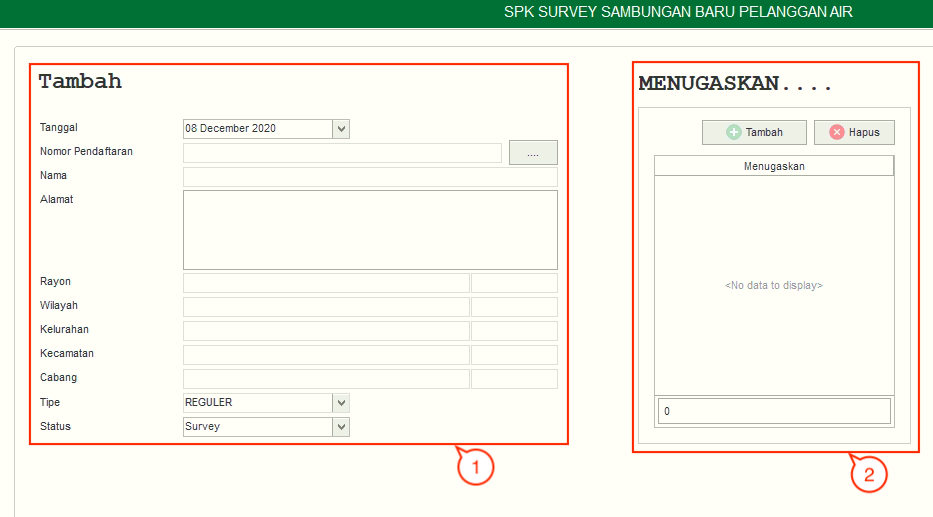 SPK SURVEY SAMBUNGAN BARU PELANGGAN AIR
Tambah
Tanggal 08 December 2020
Nomor Pendaftaran ....
Nama
Alamat
Rayon
Wilayah
Kelurahan
Kecamatan
Cabang
Tipe REGULER
Status Survey
1
MENUGASKAN....
Tambah Hapus
Menugaskan
<No data to display>
0
2